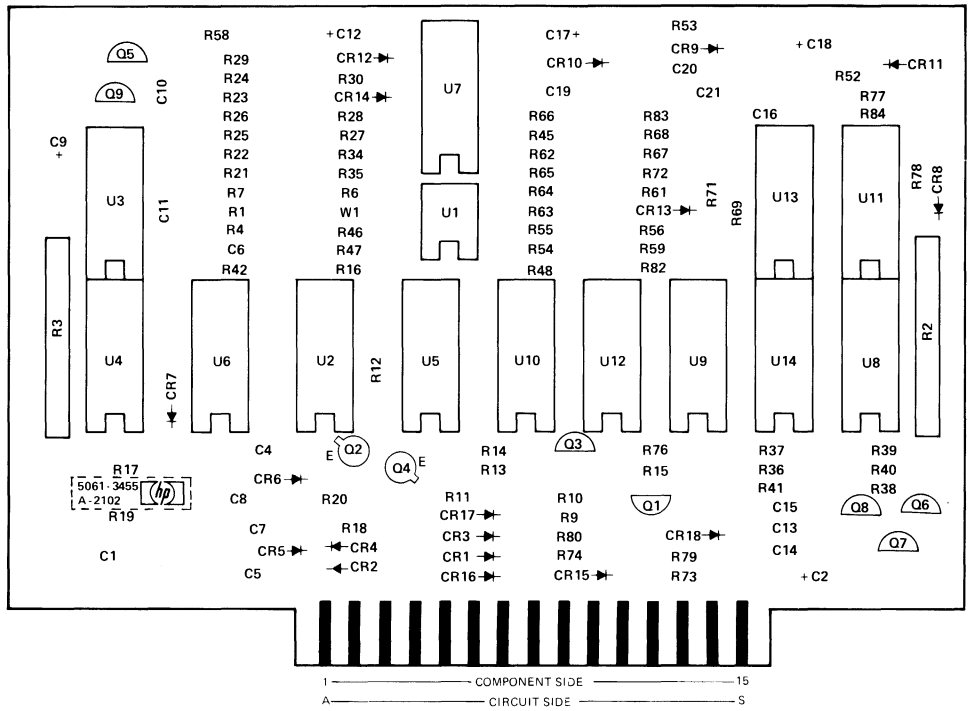 R58 + C12 C17 + R53 + C18
Q5 R29 CR12 CR10 CR9 CR11
R24 R30 C20 R52
Q9 C10 R23 CR14 U7 C19 C21 R77
R26 R28 R66 R83 C16 R84
C9 + R25 R27 R45 R68
R22 R34 R62 R67
R21 R35 R65 R72 R78 CR8
U3 C11 R7 R6 R64 R61 R71 U13 U11
R1 W1 U1 R63 CR13 R69
R4 R46 R55 R56
C6 R47 R54 R59
R42 R16 R48 R82
R3 R2
U4 CR7 U6 U2 R12 U5 U10 U12 U9 U14 U8
C4 E Q2 R14 Q3 R76 R37 R39
R17 Q4 E R13 R15 R36 R40
CR6 R41 R38
5061-3455 hp
A-2102
C8 R20 R11 R10 Q1 C15 Q8 Q6
R19 CR17 R9
C7 R18 CR3 R80 CR18 C13 Q7
C1 CR5 CR4 CR1 R74 R79 C14
C5 CR2 CR16 CR15 R73 + C2
1 COMPONENT SIDE 15
A CIRCUIT SIDE S